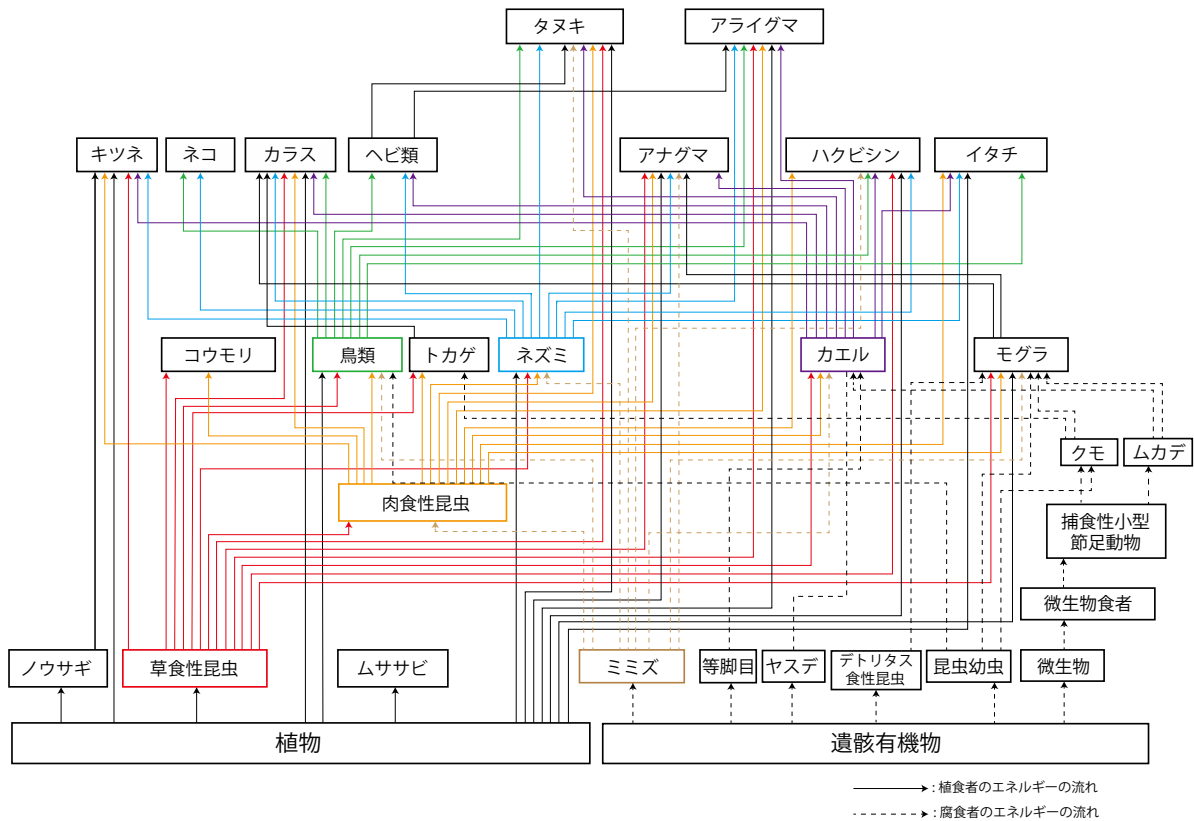 タヌキ
アライグマ
キツネ
ネコ
カラス
ヘビ類
アナグマ
ハクビシン
イタチ
コウモリ
鳥類
トカゲ
ネズミ
カエル
モグラ
クモ
ムカデ
肉食性昆虫
捕食性小型
節足動物
微生物食者
ノウサギ
草食性昆虫
ムササビ
ミミズ
等脚目
ヤスデ
デトリタス
食性昆虫
昆虫幼虫
微生物
植物
遺骸有機物
: 植食者のエネルギーの流れ
: 腐食者のエネルギーの流れ